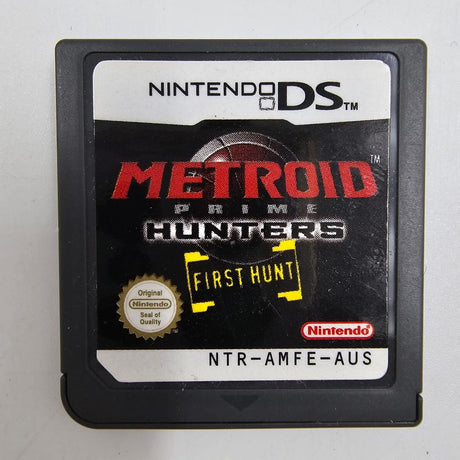 NINTENDO DS™
METROID™
PRIME
HUNTERS
FIRST HUNT
Original
Nintendo
Seal of
Quality
Nintendo
NTR-AMFE-AUS